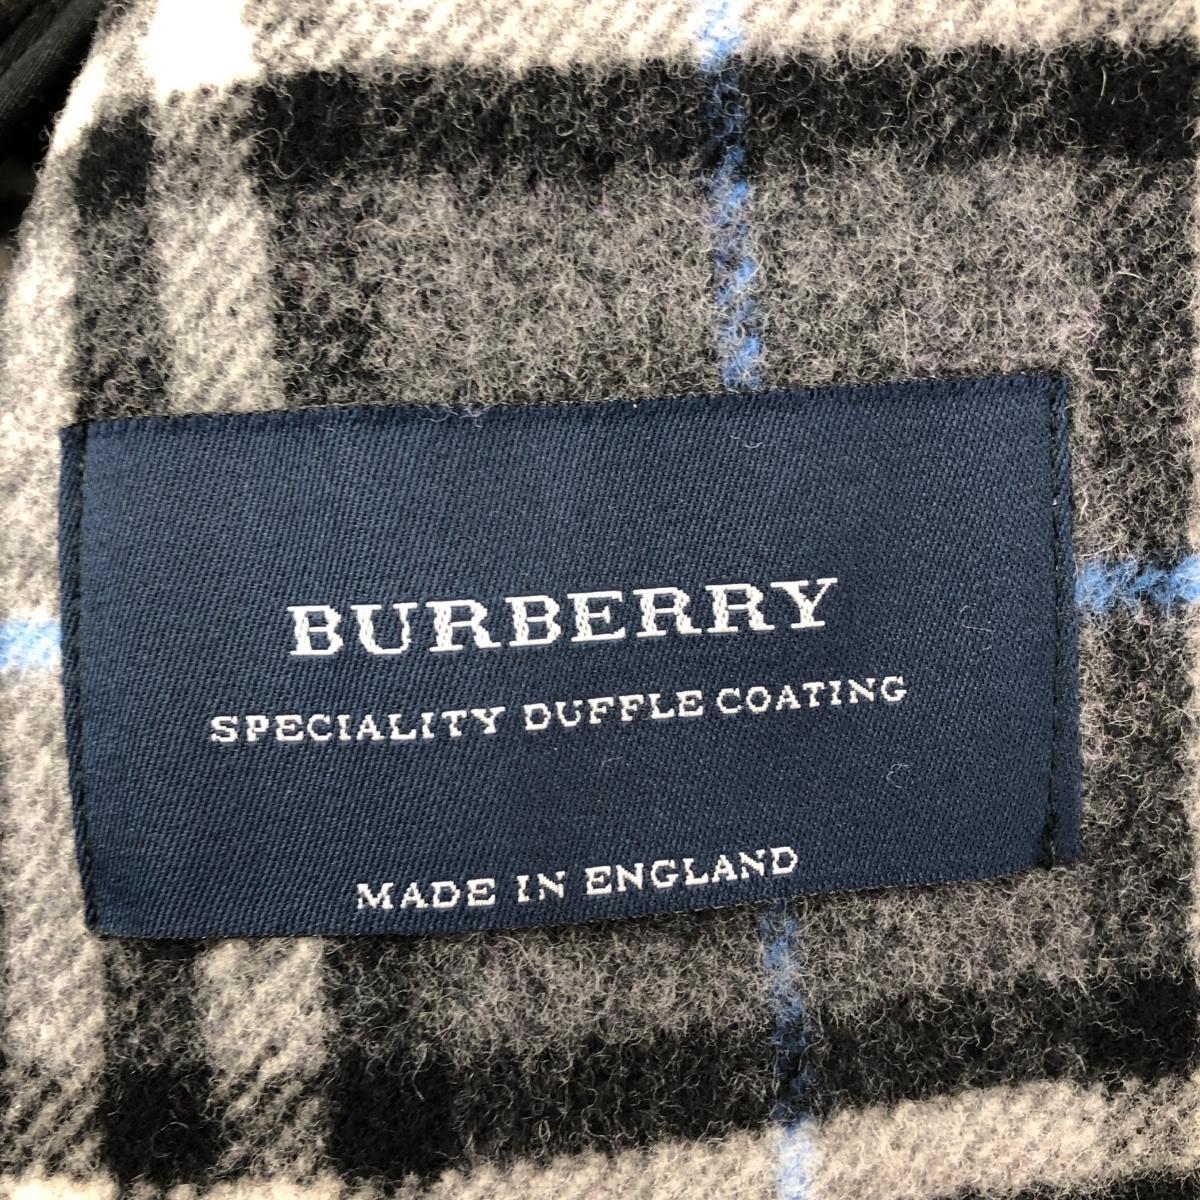 BURBERRY
SPECIALITY DUFFLE COATING
MADE IN ENGLAND